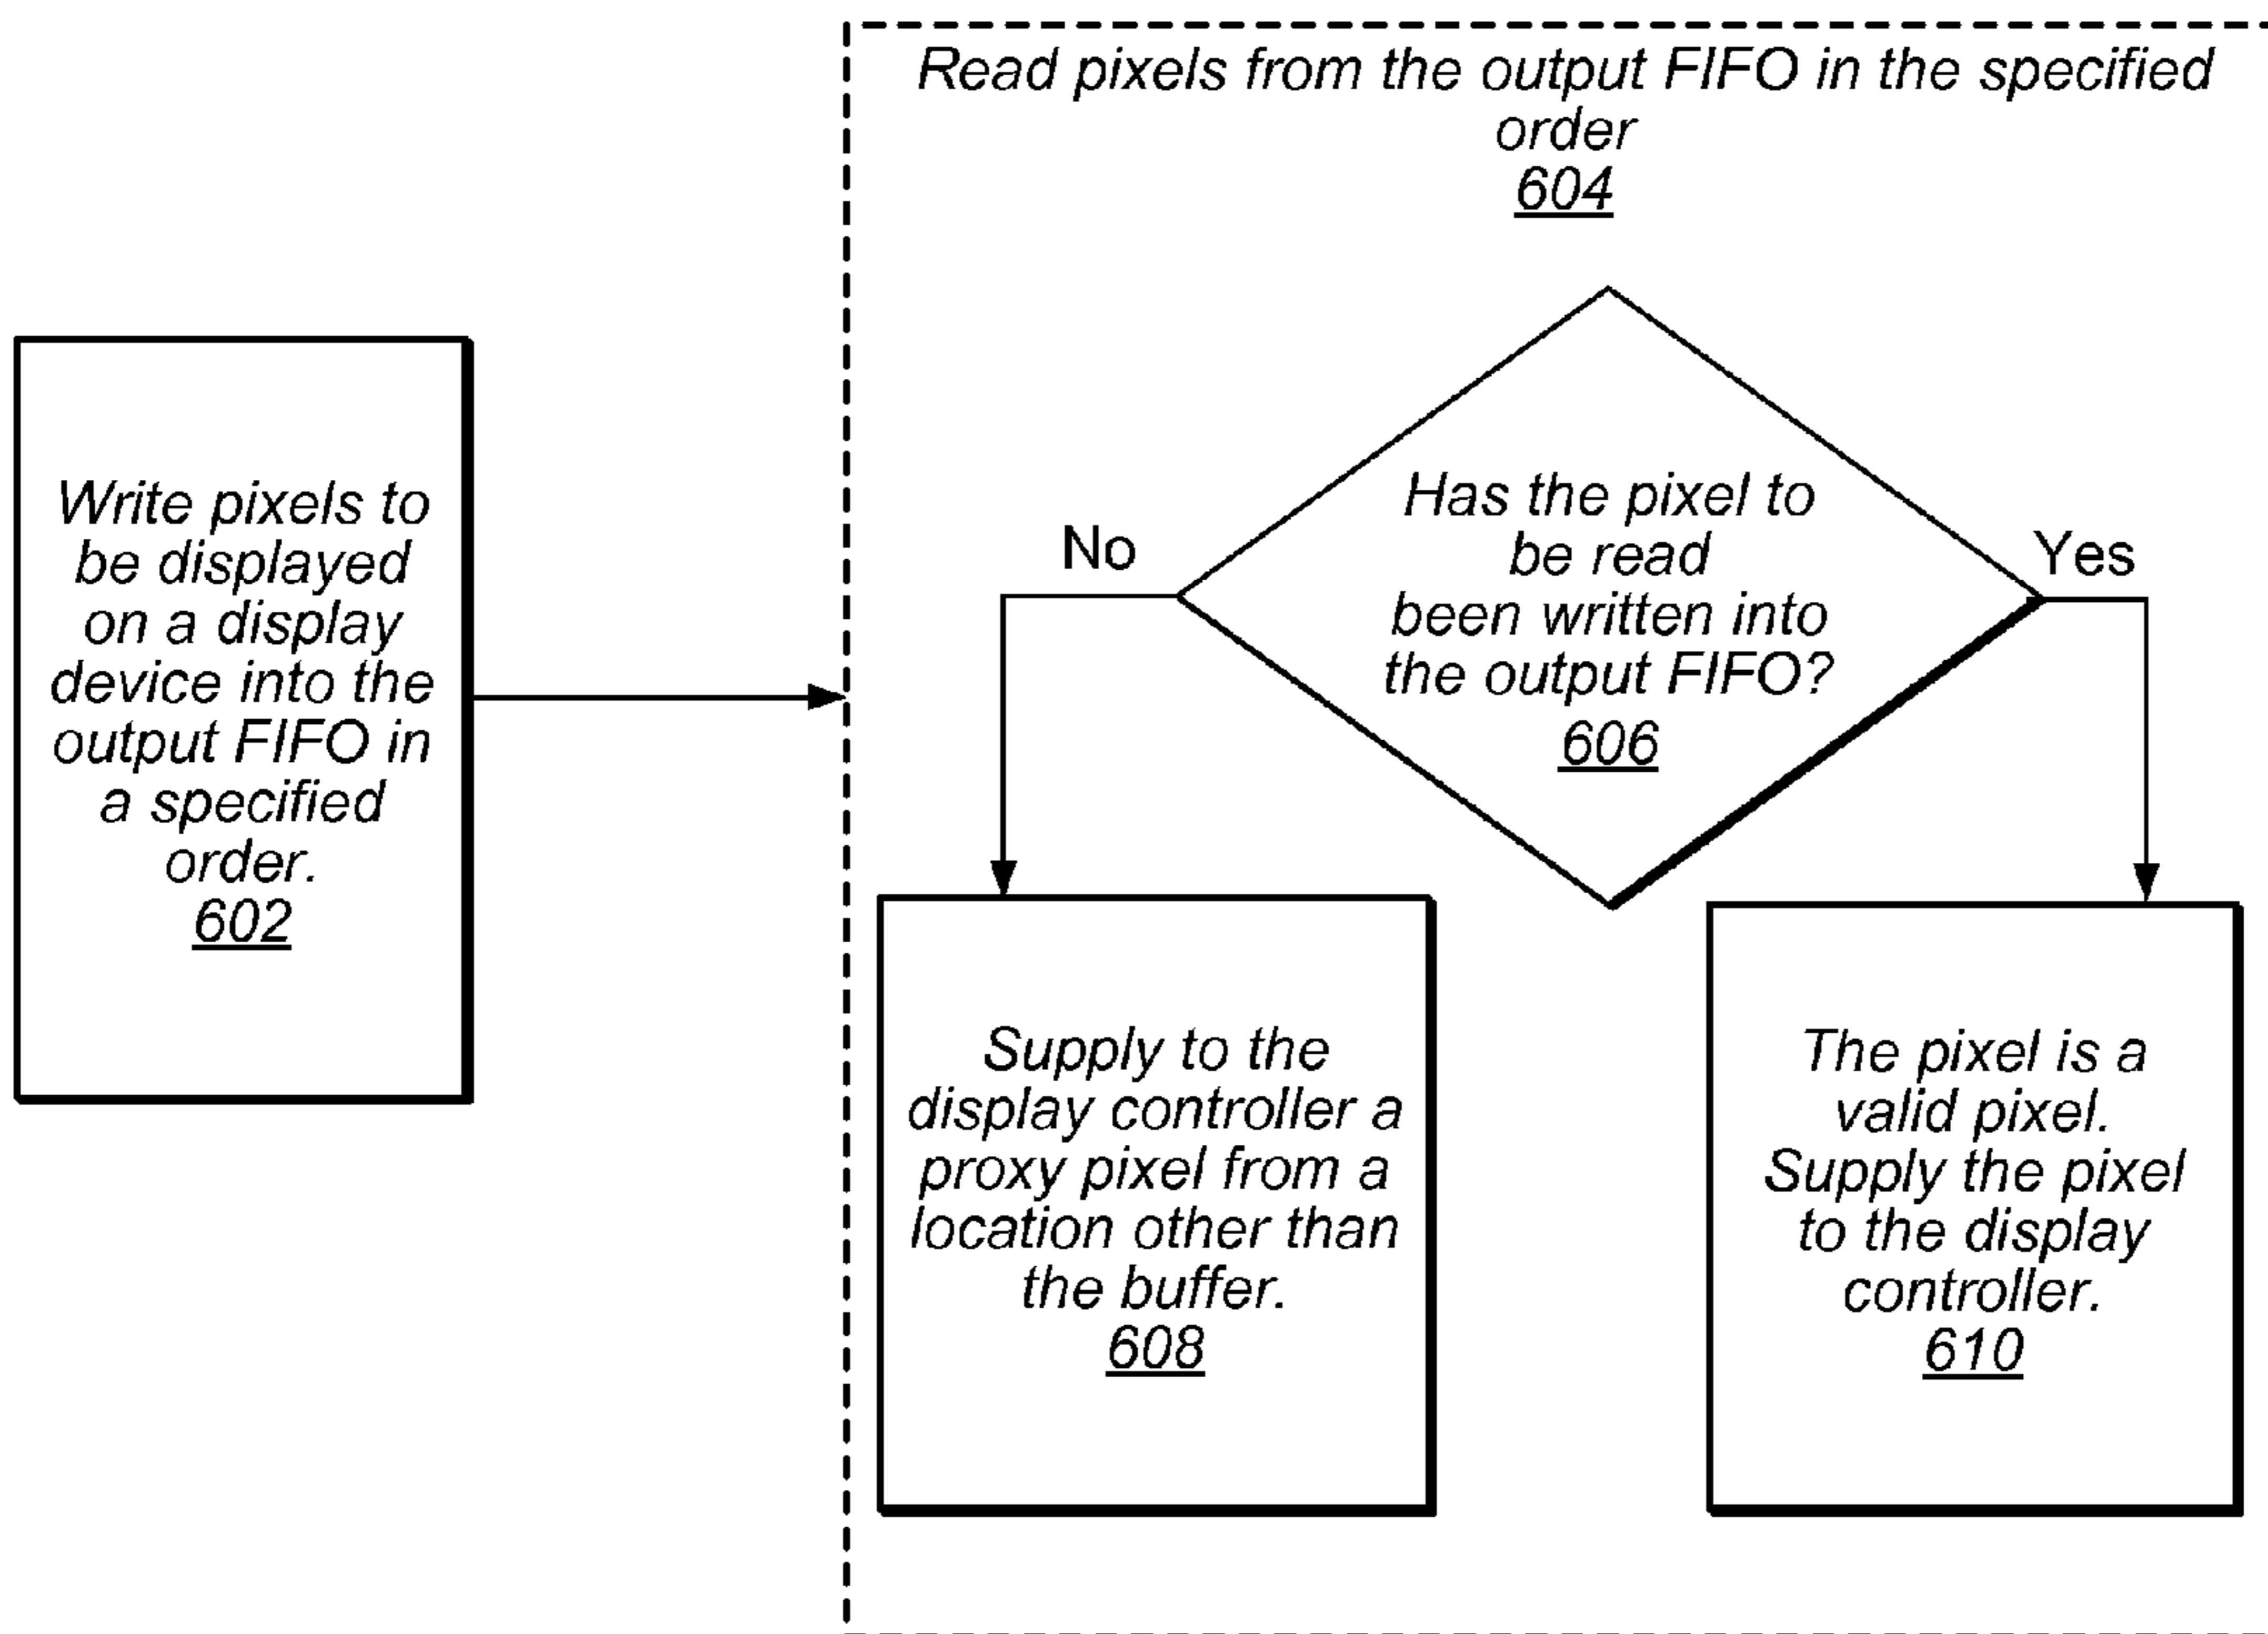 Read pixels from the output FIFO in the specified
order
604
Write pixels to
be displayed
on a display
device into the
output FIFO in
a specified
order.
602
Has the pixel to
be read
been written into
the output FIFO?
606
No
Yes
Supply to the
display controller a
proxy pixel from a
location other than
the buffer.
608
The pixel is a
valid pixel.
Supply the pixel
to the display
controller.
610